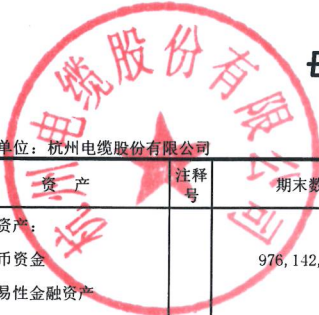 杭州电缆股份有限公司
单位：杭州电缆股份有限公司
资 产 注释号 期末数
资产：
币资金 976,142,
易性金融资产